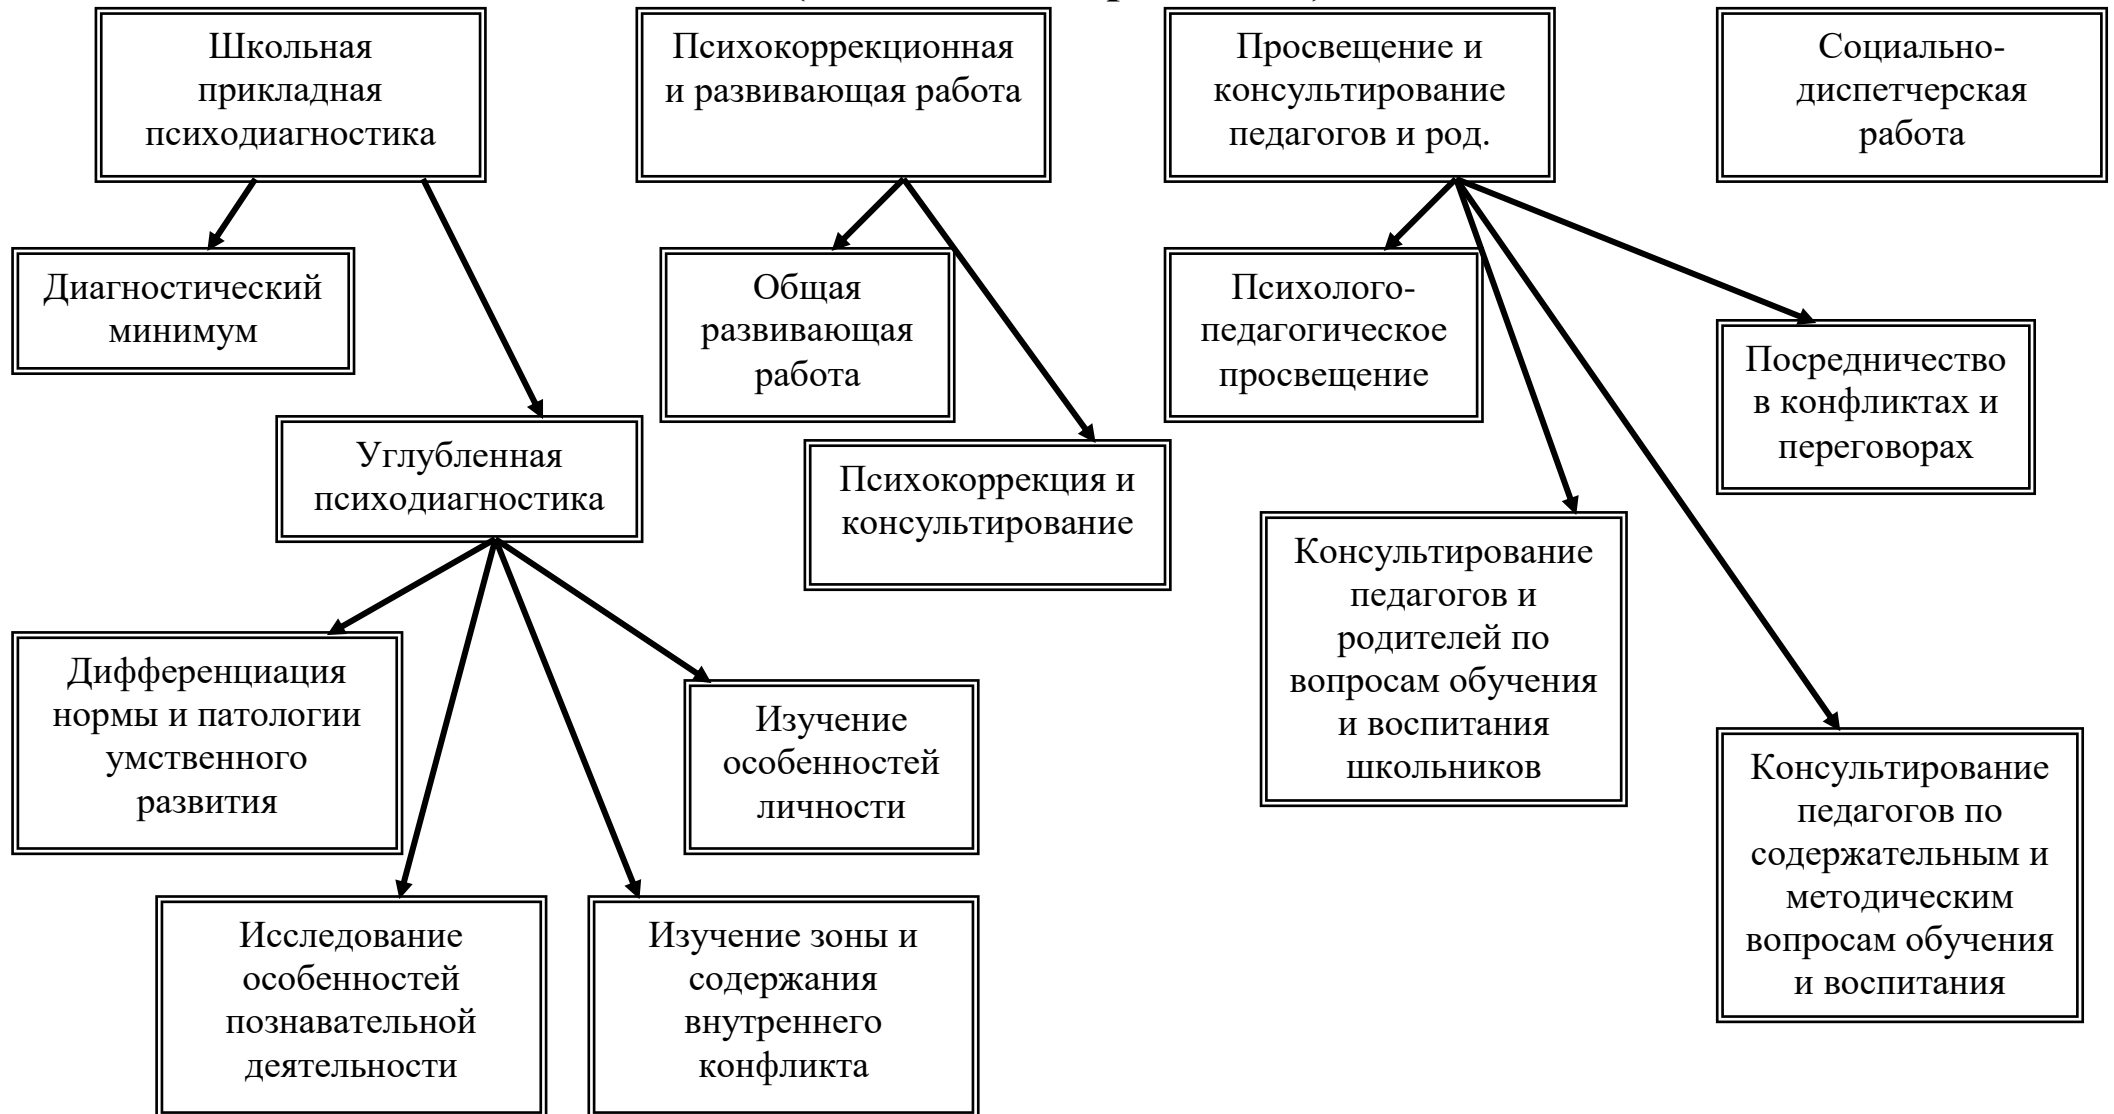 Школьная
прикладная
психодиагностика
Психокоррекционная
и развивающая работа
Просвещение и
консультирование
педагогов и род.
Социально-
диспетчерская
работа
Диагностический
минимум
Общая
развивающая
работа
Психолого-
педагогическое
просвещение
Посредничество
в конфликтах и
переговорах
Углубленная
психодиагностика
Психокоррекция и
консультирование
Консультирование
педагогов и
родителей по
вопросам обучения
и воспитания
школьников
Дифференциация
нормы и патологии
умственного
развития
Изучение
особенностей
личности
Консультирование
педагогов по
содержательным и
методическим
вопросам обучения
и воспитания
Исследование
особенностей
познавательной
деятельности
Изучение зоны и
содержания
внутреннего
конфликта